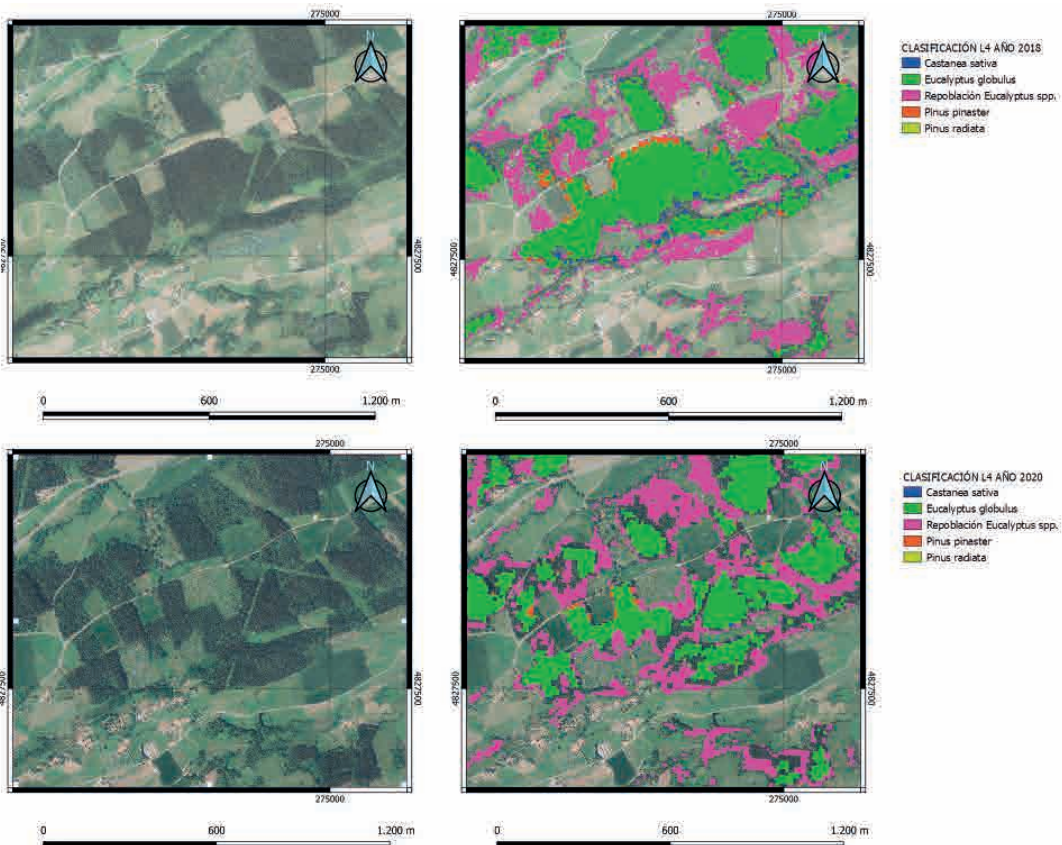 275000
275000
N
N
CLASIFICACIÓN L4 AÑO 2018
Castanea sativa
Eucalyptus globulus
Repoblación Eucalyptus spp.
Pinus pinaster
Pinus radiata
4827500
4827500
4827500
275000
275000
0 600 1.200 m
0 600 1.200 m
275000
275000
N
N
CLASIFICACIÓN L4 AÑO 2020
Castanea sativa
Eucalyptus globulus
Repoblación Eucalyptus spp.
Pinus pinaster
Pinus radiata
4827500
4827500
4827500
4827500
275000
275000
0 600 1.200 m
0 600 1.200 m